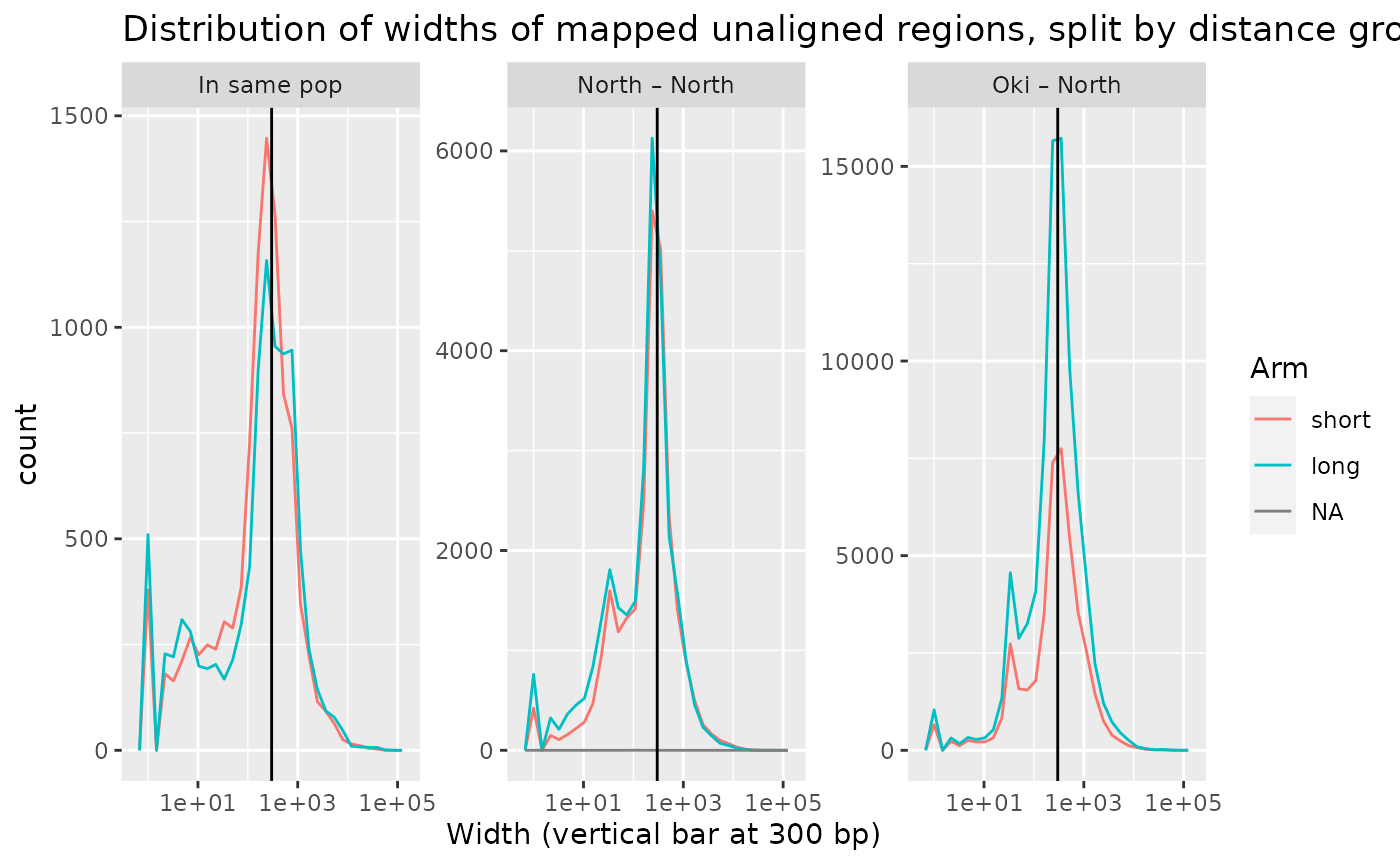 Distribution of widths of mapped unaligned regions, split by distance gro
In same pop
North – North
Oki – North
1500
1000
500
0
6000
4000
2000
0
15000
10000
5000
0
1e+01 1e+03 1e+05
1e+01 1e+03 1e+05
1e+01 1e+03 1e+05
count
Width (vertical bar at 300 bp)
Arm
short
long
NA